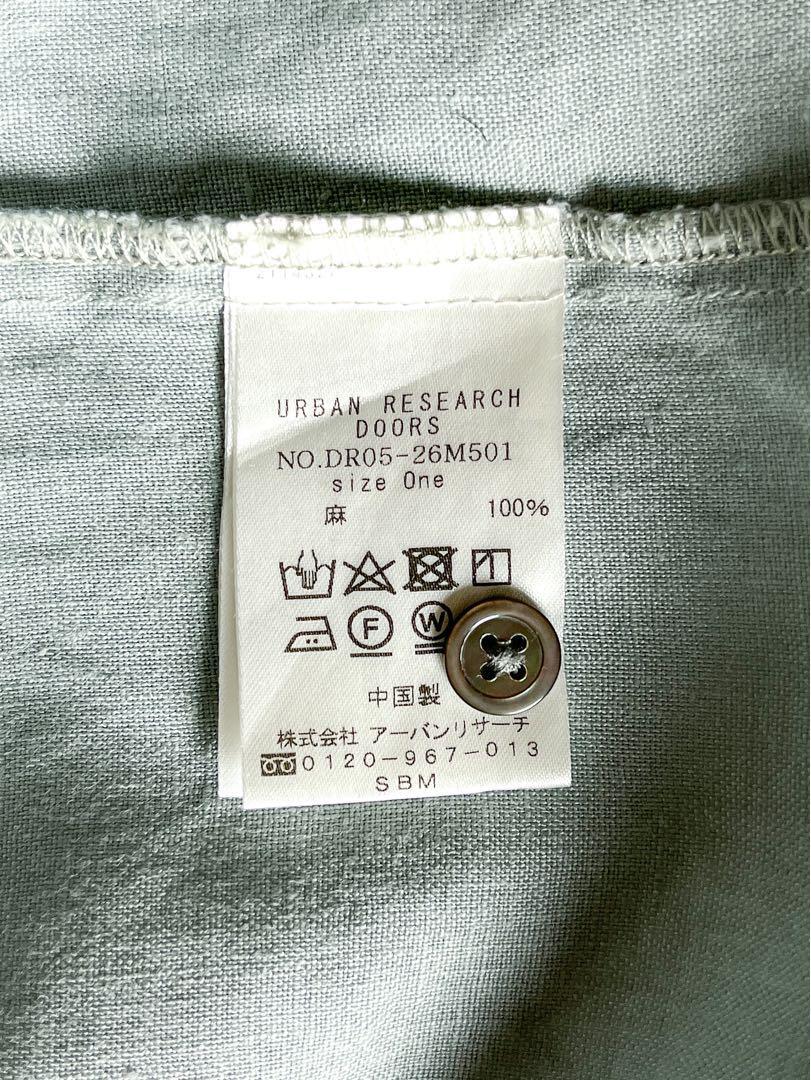 URBAN RESEARCH
DOORS
NO.DR05-26M501
size One
麻 100%
F W
中国製
株式会社 アーバンリサーチ
0120-967-013
SBM